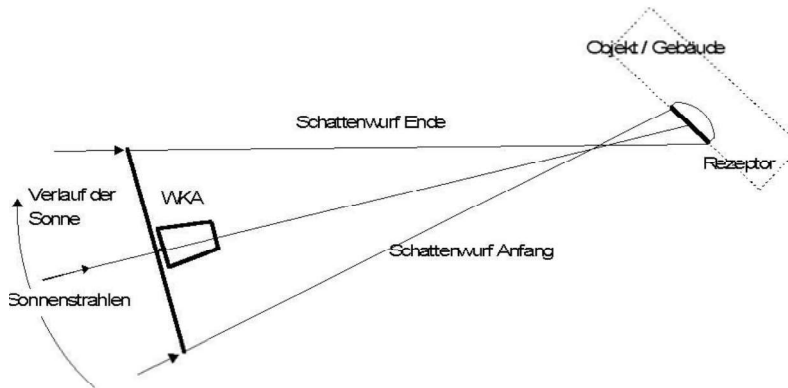 Objekt / Gebäude
Schattenwurf Ende
Rezeptor
Verlauf der
Sonne
WKA
Schattenwurf Anfang
Sonnenstrahlen